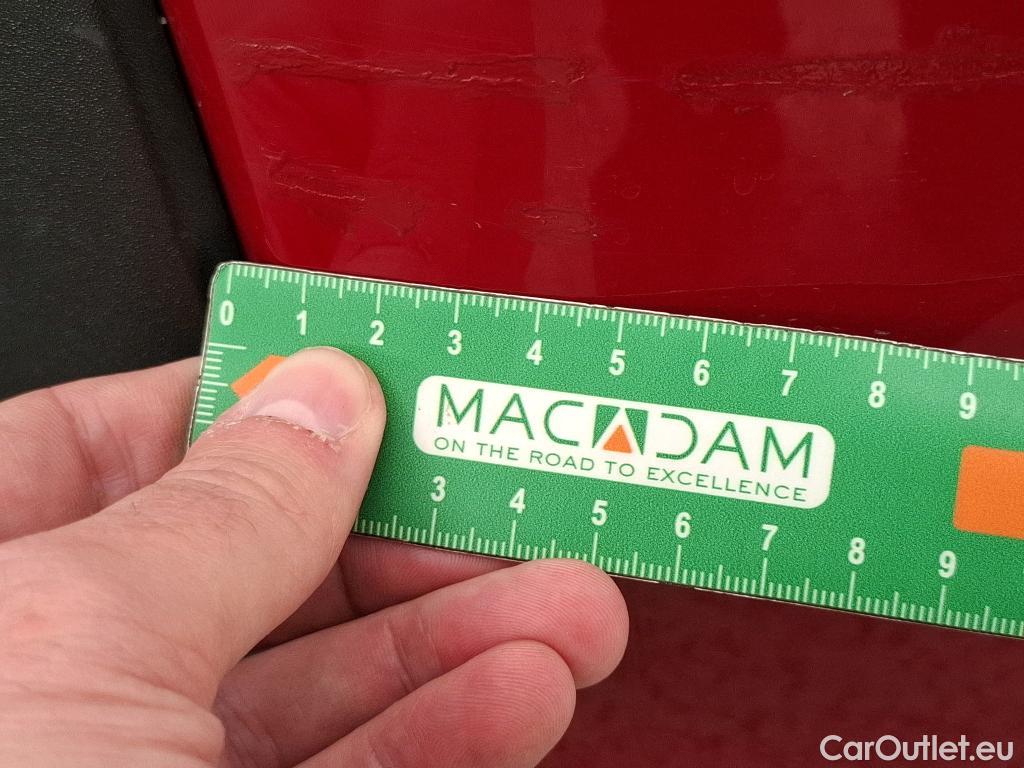 0 1 2 3 4 5 6 7 8 9
MACADAM
ON THE ROAD TO EXCELLENCE
3 4 5 6 7 8 9
CarOutlet.eu